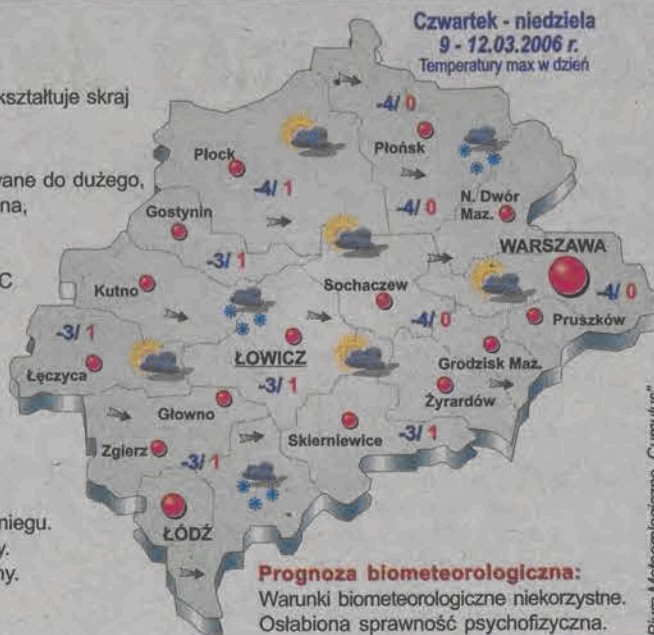 Czwartek - niedziela
9 - 12.03.2006 r.
Temperatury max w dzień
kształtuje skraj
wane do dużego,
na,
C
niegu.
y.
ny.
-4/ 0
Płońsk
Płock
-4/ 1
-4/ 0
N. Dwór
Maz.
Gostynin
-3/ 1
WARSZAWA
-4/ 0
Kutno
Sochaczew
-4/ 0
Pruszków
-3/ 1
Łęczyca
ŁOWICZ
-3/ 1
Grodzisk Maz.
Żyrardów
Głowno
Skierniewice
-3/ 1
Zgierz
-3/ 1
ŁÓDŹ
Prognoza biometeorologiczna:
Warunki biometeorologiczne niekorzystne.
Osłabiona sprawność psychofizyczna.
Biuro Meteorologiczne „Cumulus"